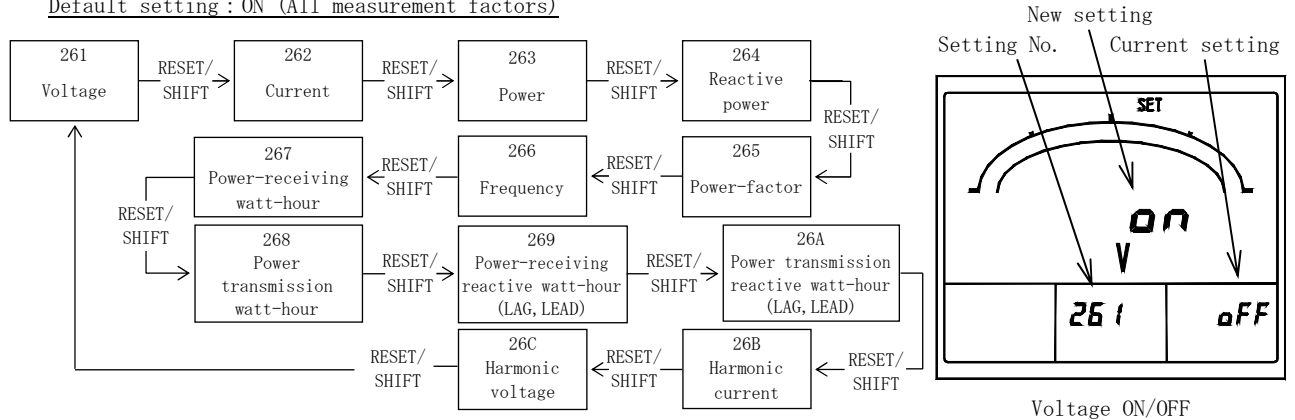 Default setting : ON (All measurement factors)
261
Voltage
RESET/
SHIFT
262
Current
RESET/
SHIFT
263
Power
RESET/
SHIFT
264
Reactive
power
RESET/
SHIFT
265
Power-factor
RESET/
SHIFT
266
Frequency
RESET/
SHIFT
267
Power-receiving
watt-hour
RESET/
SHIFT
268
Power
transmission
watt-hour
RESET/
SHIFT
269
Power-receiving
reactive watt-hour
(LAG, LEAD)
RESET/
SHIFT
26A
Power transmission
reactive watt-hour
(LAG, LEAD)
RESET/
SHIFT
26B
Harmonic
current
RESET/
SHIFT
26C
Harmonic
voltage
RESET/
SHIFT
New setting
Setting No.
Current setting
SET
on
V
261
oFF
Voltage ON/OFF